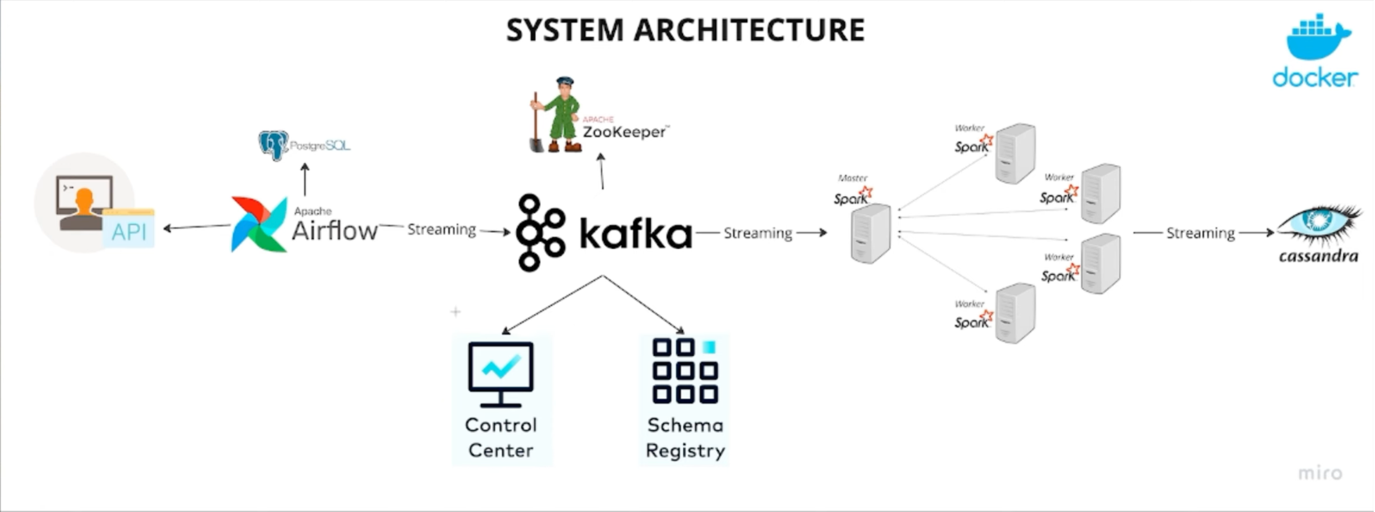 SYSTEM ARCHITECTURE
docker
APACHE
ZooKeeper™
PostgreSQL
>-
API
Apache
Airflow
Streaming
kafka
Streaming
Master
Spark
Worker
Spark
Worker
Spark
Worker
Spark
Worker
Spark
Streaming
cassandra
Control
Center
Schema
Registry
miro